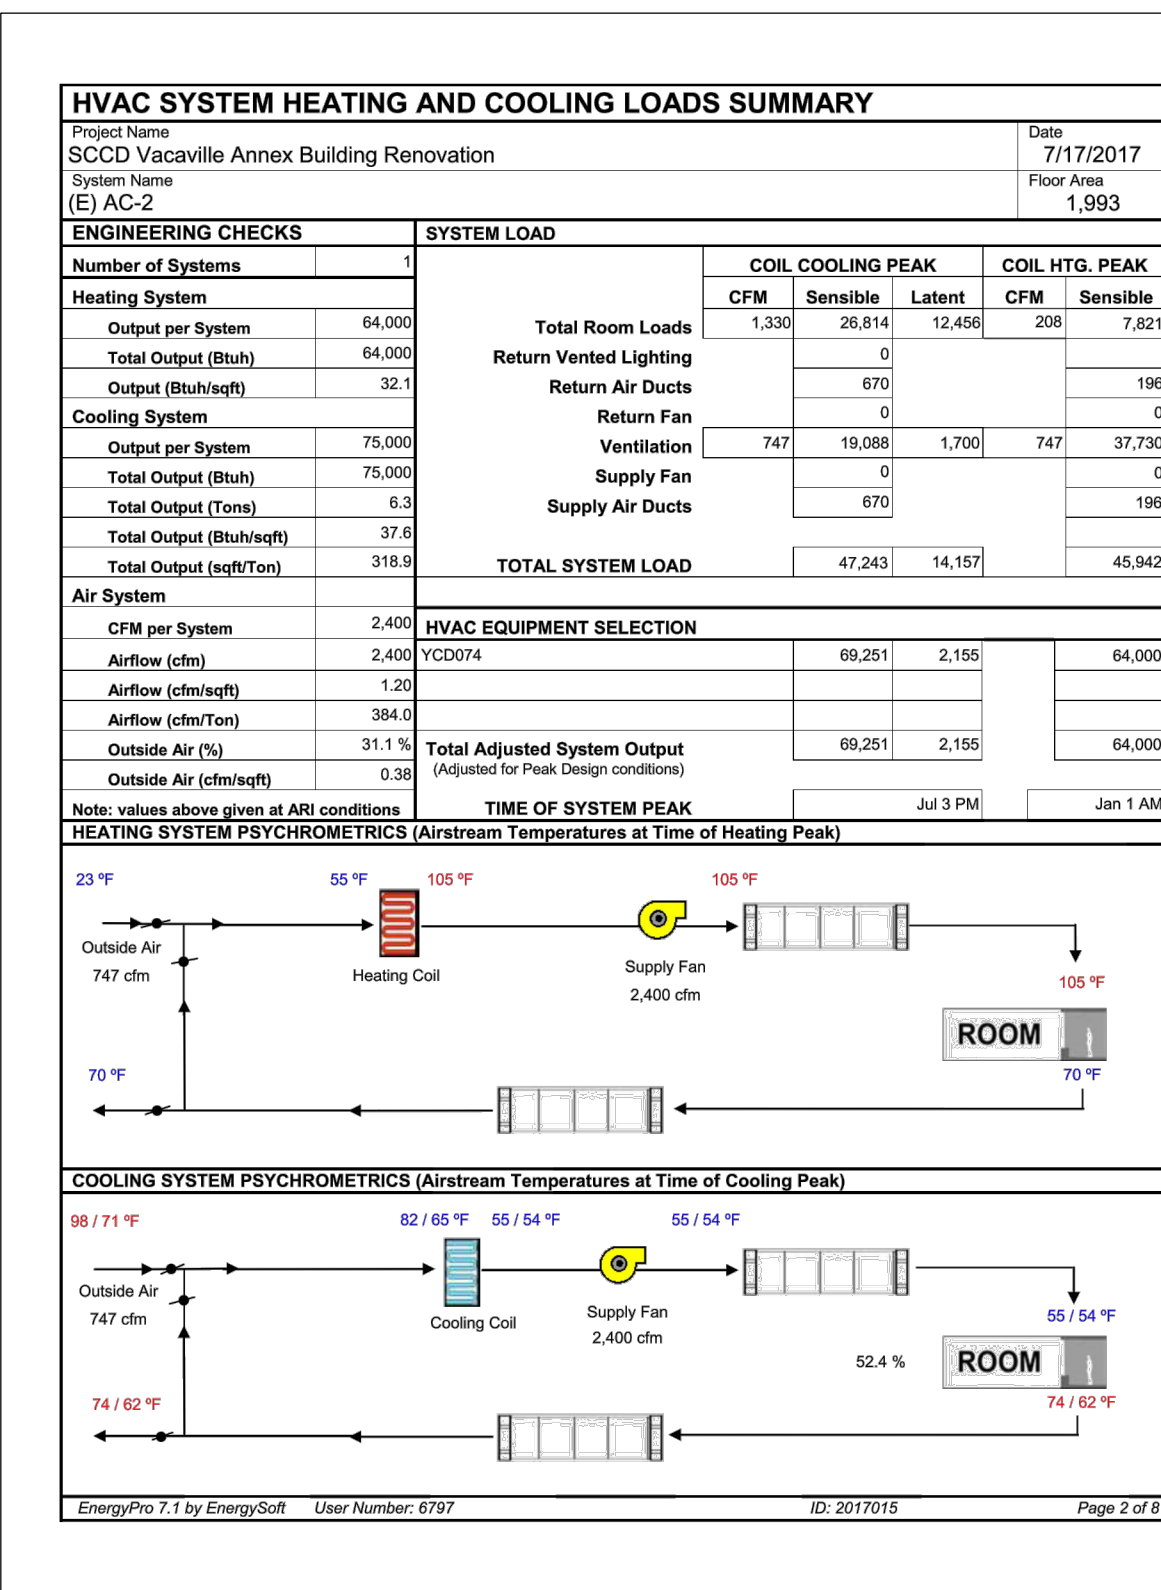 HVAC SYSTEM HEATING AND COOLING LOADS SUMMARY
Project Name
Date
SCCD Vacaville Annex Building Renovation
7/17/2017
System Name
Floor Area
(E) AC-2
1,993
ENGINEERING CHECKS
SYSTEM LOAD
Number of Systems 1
COIL COOLING PEAK COIL HTG. PEAK
Heating System
CFM Sensible Latent CFM Sensible
Output per System 64,000
Total Room Loads 1,330 26,814 12,456 208 7,821
Total Output (Btuh) 64,000
Return Vented Lighting 0
Output (Btuh/sqft) 32.1
Return Air Ducts 670 196
Cooling System
Return Fan 0 0
Output per System 75,000
Ventilation 747 19,088 1,700 747 37,730
Total Output (Btuh) 75,000
Supply Fan 0 0
Total Output (Tons) 6.3
Supply Air Ducts 670 196
Total Output (Btuh/sqft) 37.6
Total Output (sqft/Ton) 318.9
TOTAL SYSTEM LOAD 47,243 14,157 45,942
Air System
CFM per System 2,400
HVAC EQUIPMENT SELECTION
Airflow (cfm) 2,400
YCD074 69,251 2,155 64,000
Airflow (cfm/sqft) 1.20
Airflow (cfm/Ton) 384.0
Outside Air (%) 31.1 %
Total Adjusted System Output 69,251 2,155 64,000
(Adjusted for Peak Design conditions)
Outside Air (cfm/sqft) 0.38
Note: values above given at ARI conditions
TIME OF SYSTEM PEAK Jul 3 PM Jan 1 AM
HEATING SYSTEM PSYCHROMETRICS (Airstream Temperatures at Time of Heating Peak)
23 ºF 55 ºF 105 ºF 105 ºF
Outside Air
747 cfm
Heating Coil
Supply Fan
2,400 cfm
105 ºF
ROOM
70 ºF 70 ºF
COOLING SYSTEM PSYCHROMETRICS (Airstream Temperatures at Time of Cooling Peak)
98 / 71 ºF 82 / 65 ºF 55 / 54 ºF 55 / 54 ºF
Outside Air
747 cfm
Cooling Coil
Supply Fan
2,400 cfm
55 / 54 ºF
52.4 %
ROOM
74 / 62 ºF 74 / 62 ºF
EnergyPro 7.1 by EnergySoft User Number: 6797 ID: 2017015 Page 2 of 8